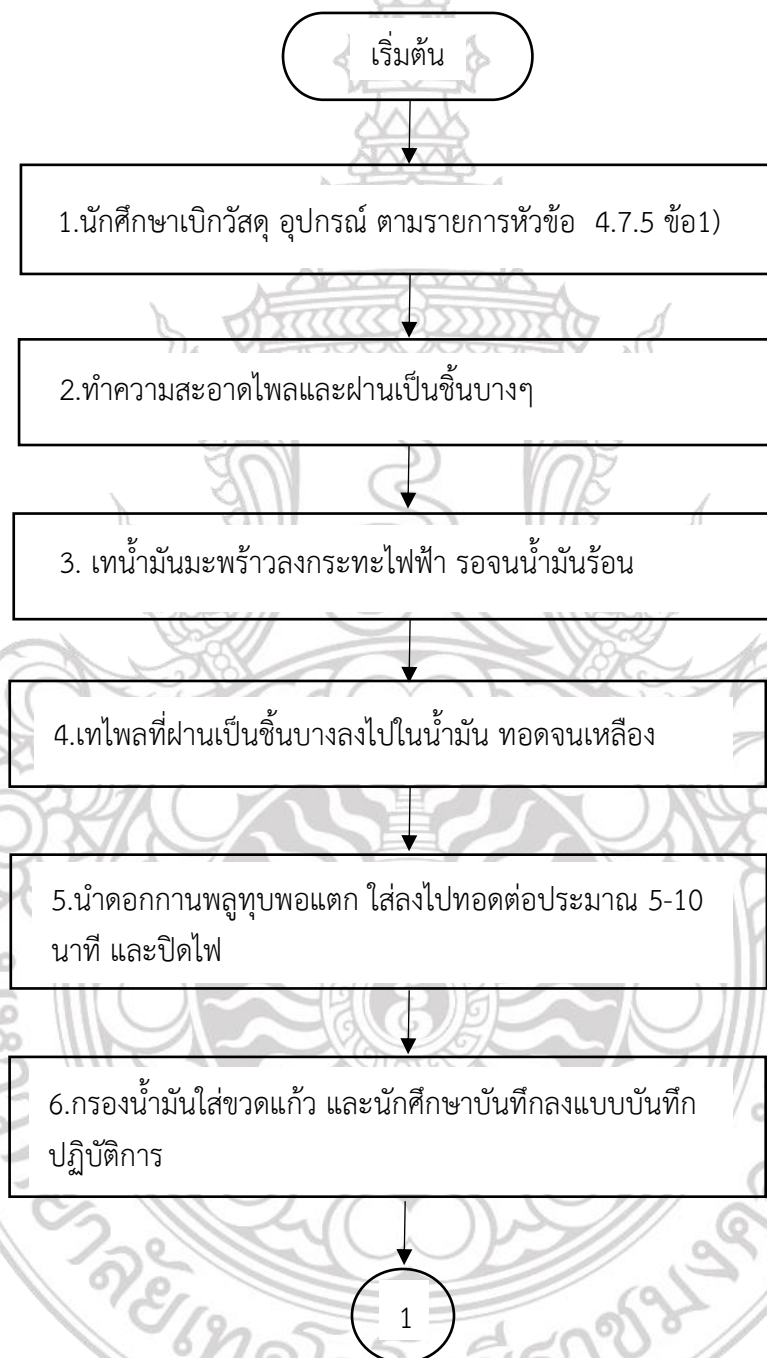 เริ่มต้น
1.นักศึกษาเบิกวัสดุ อุปกรณ์ ตามรายการหัวข้อ 4.7.5 ข้อ1)
2.ทำความสะอาดไพลและฝานเป็นชิ้นบางๆ
3. เทน้ำมันมะพร้าวลงกระทะไฟฟ้า รอจนน้ำมันร้อน
4.เทไพลที่ฝานเป็นชิ้นบางลงไปในน้ำมัน ทอดจนเหลือง
5.นำดอกกานพลูทุบพอแตก ใส่ลงไปทอดต่อประมาณ 5-10
นาที และปิดไฟ
6.กรองน้ำมันใส่ขวดแก้ว และนักศึกษาบันทึกลงแบบบันทึก
ปฏิบัติการ
1